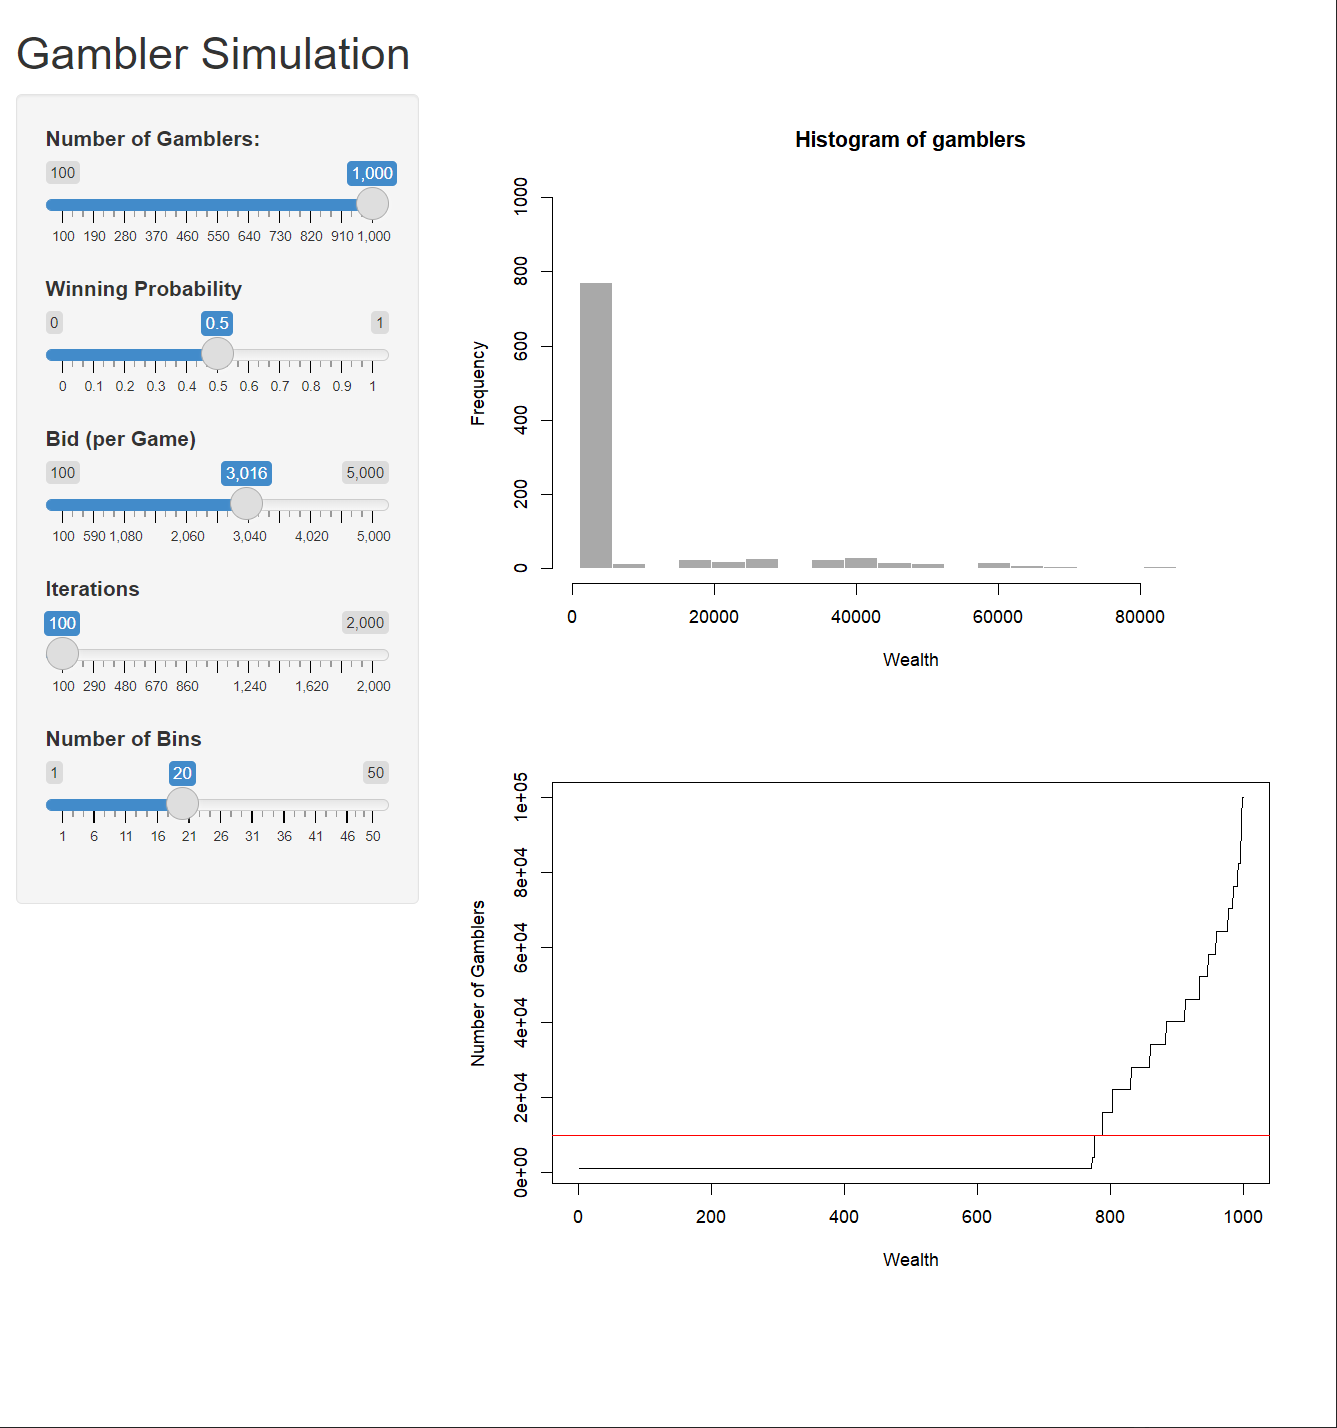 Gambler Simulation
Number of Gamblers:
100 1,000
100 190 280 370 460 550 640 730 820 910 1,000
Winning Probability
0 0.5 1
0 0.1 0.2 0.3 0.4 0.5 0.6 0.7 0.8 0.9 1
Bid (per Game)
100 3,016 5,000
100 590 1,080 2,060 3,040 4,020 5,000
Iterations
100 2,000
100 290 480 670 860 1,240 1,620 2,000
Number of Bins
1 20 50
1 6 11 16 21 26 31 36 41 46 50
Histogram of gamblers
Frequency
0 200 400 600 800 1000
0 20000 40000 60000 80000
Wealth
Number of Gamblers
0e+00 2e+04 4e+04 6e+04 8e+04 1e+05
0 200 400 600 800 1000
Wealth